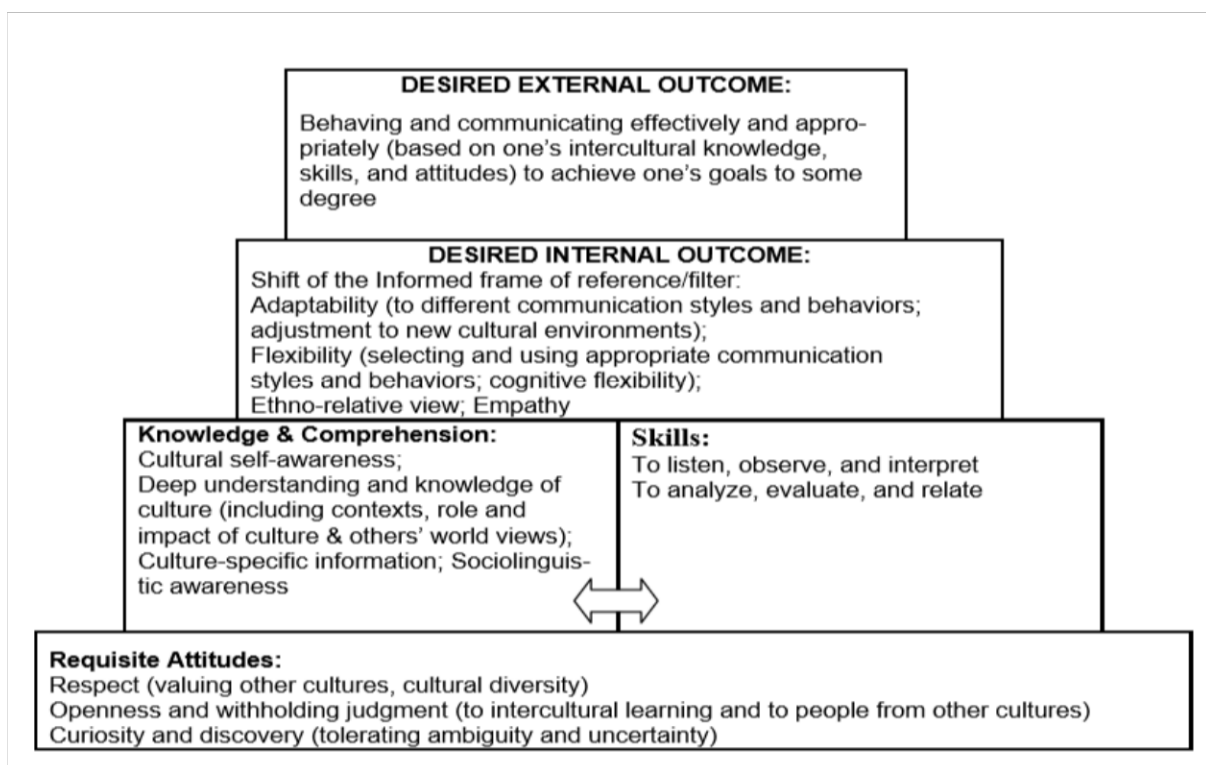 DESIRED EXTERNAL OUTCOME:
Behaving and communicating effectively and appro-
priately (based on one’s intercultural knowledge,
skills, and attitudes) to achieve one’s goals to some
degree
DESIRED INTERNAL OUTCOME:
Shift of the Informed frame of reference/filter:
Adaptability (to different communication styles and behaviors;
adjustment to new cultural environments);
Flexibility (selecting and using appropriate communication
styles and behaviors; cognitive flexibility);
Ethno-relative view; Empathy
Knowledge & Comprehension:
Cultural self-awareness;
Deep understanding and knowledge of
culture (including contexts, role and
impact of culture & others’ world views);
Culture-specific information; Sociolinguis-
tic awareness
Skills:
To listen, observe, and interpret
To analyze, evaluate, and relate
Requisite Attitudes:
Respect (valuing other cultures, cultural diversity)
Openness and withholding judgment (to intercultural learning and to people from other cultures)
Curiosity and discovery (tolerating ambiguity and uncertainty)